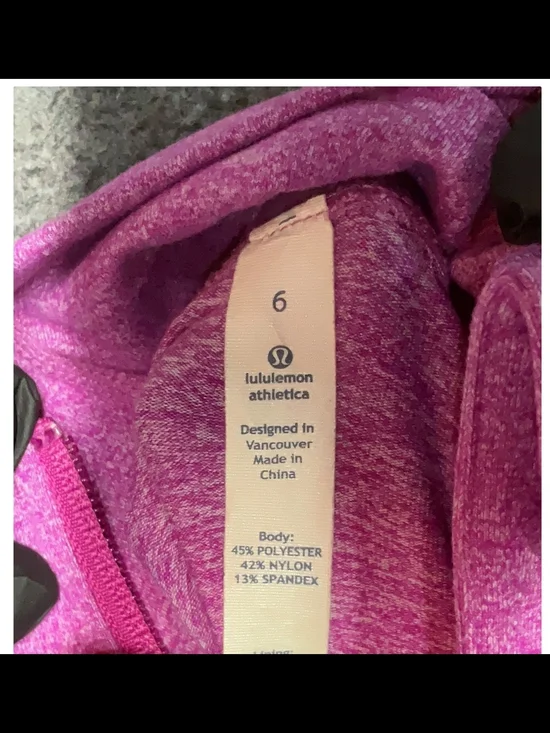 6
lululemon
athletica
Designed in
Vancouver
Made in
China
Body:
45% POLYESTER
42% NYLON
13% SPANDEX